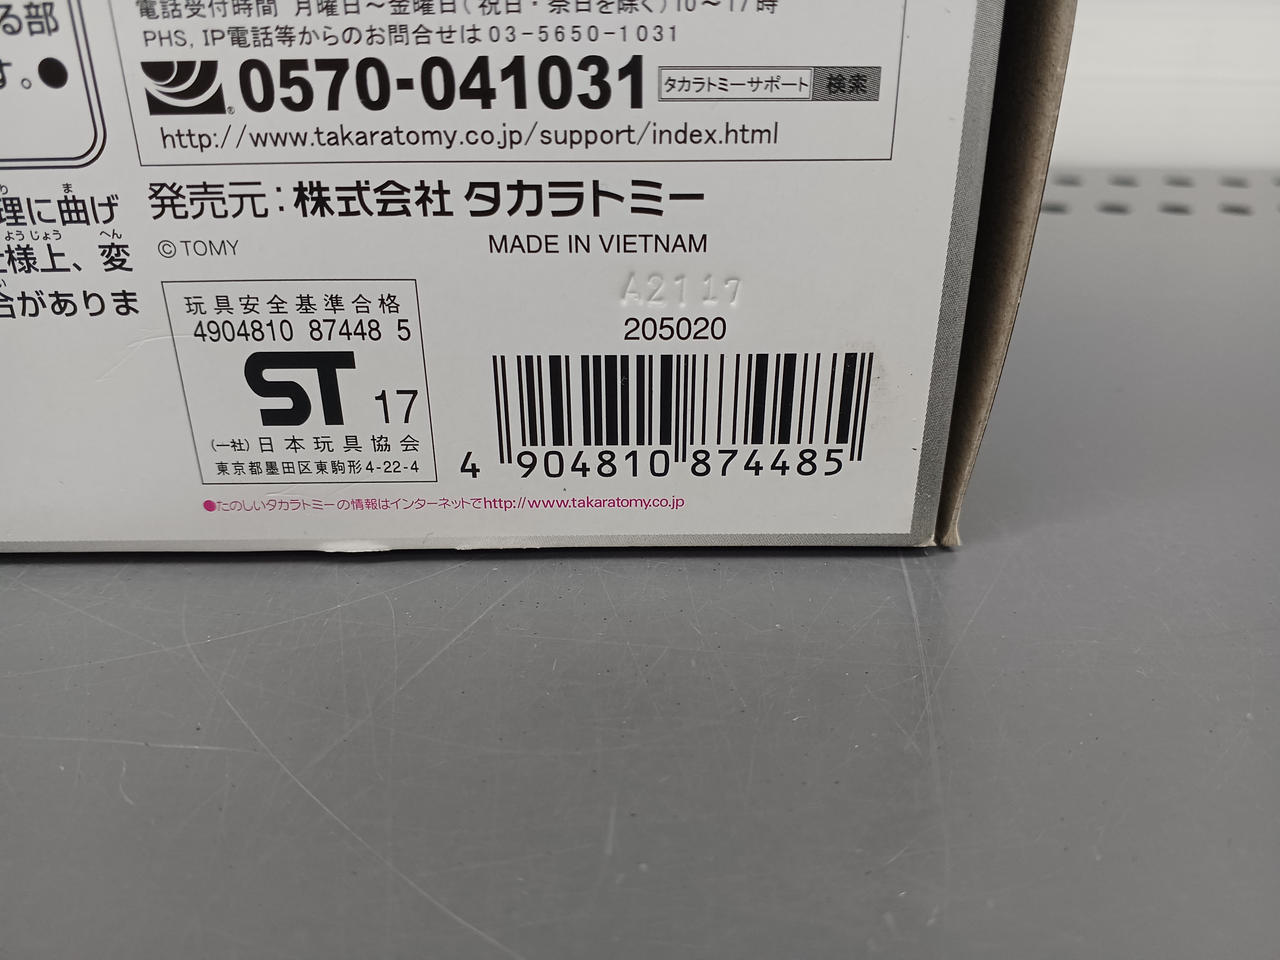 電話受付時間 月曜日〜金曜日(祝日・祭日を除く)10〜17時
PHS, IP電話等からのお問合せは03-5650-1031
0570-041031 タカラトミーサポート 検索
http://www.takaratomy.co.jp/support/index.html
る部
す。●
発売元:株式会社 タカラトミー
©TOMY
MADE IN VIETNAM
理に曲げ
様上、変
合がありま
玩具安全基準合格
4904810 87448 5
ST 17
(一社)日本玩具協会
東京都墨田区東駒形4-22-4
A2117
205020
4 904810 874485
●たのしいタカラトミーの情報はインターネットでhttp://www.takaratomy.co.jp